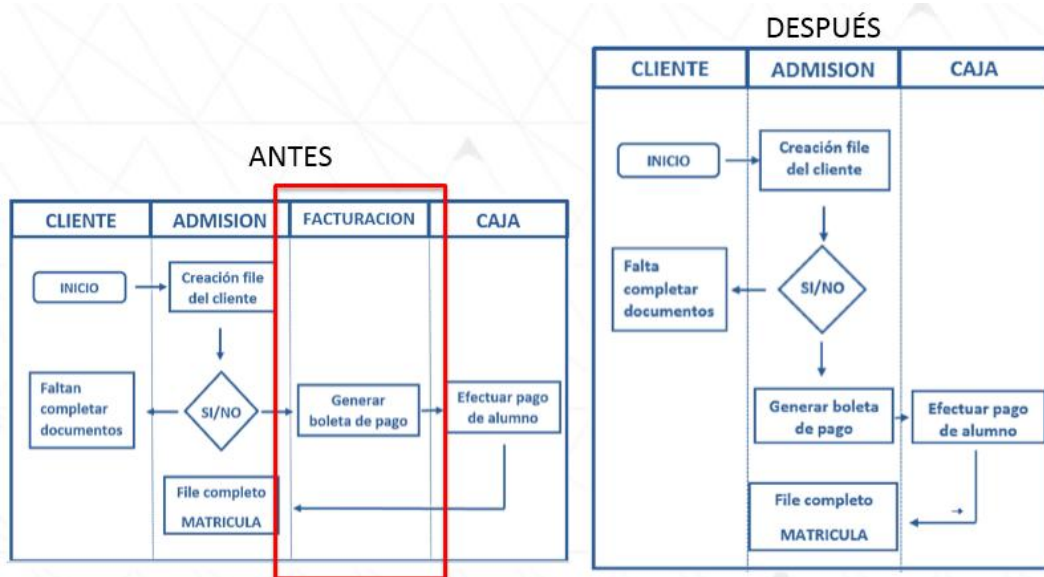 ANTES
CLIENTE
ADMISION
FACTURACION
CAJA
INICIO
Creación file
del cliente
Faltan
completar
documentos
SI/NO
Generar
boleta de pago
Efectuar pago
de alumno
File completo
MATRICULA
DESPUÉS
CLIENTE
ADMISION
CAJA
INICIO
Creación file
del cliente
Falta
completar
documentos
SI/NO
Generar boleta
de pago
Efectuar pago
de alumno
File completo
MATRICULA